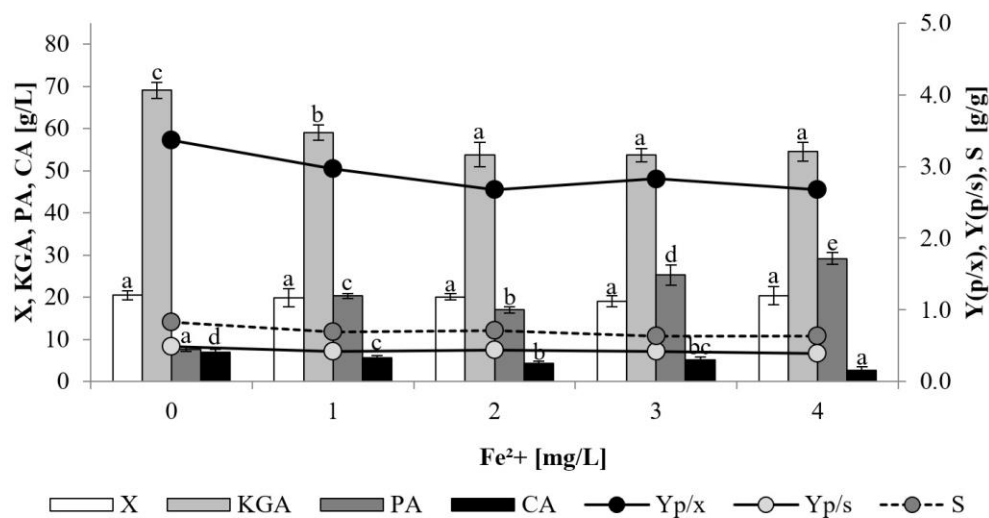 X, KGA, PA, CA [g/L]
80
70
60
50
40
30
20
10
0
5.0
4.0
3.0
2.0
1.0
0.0
Y(p/x), Y(p/s), S [g/g]
c
b
a
a
a
a
a
d
a
c
c
a
b
b
a
d
bc
a
e
a
0
1
2
3
4
Fe²+ [mg/L]
X KGA PA CA Yp/x Yp/s S